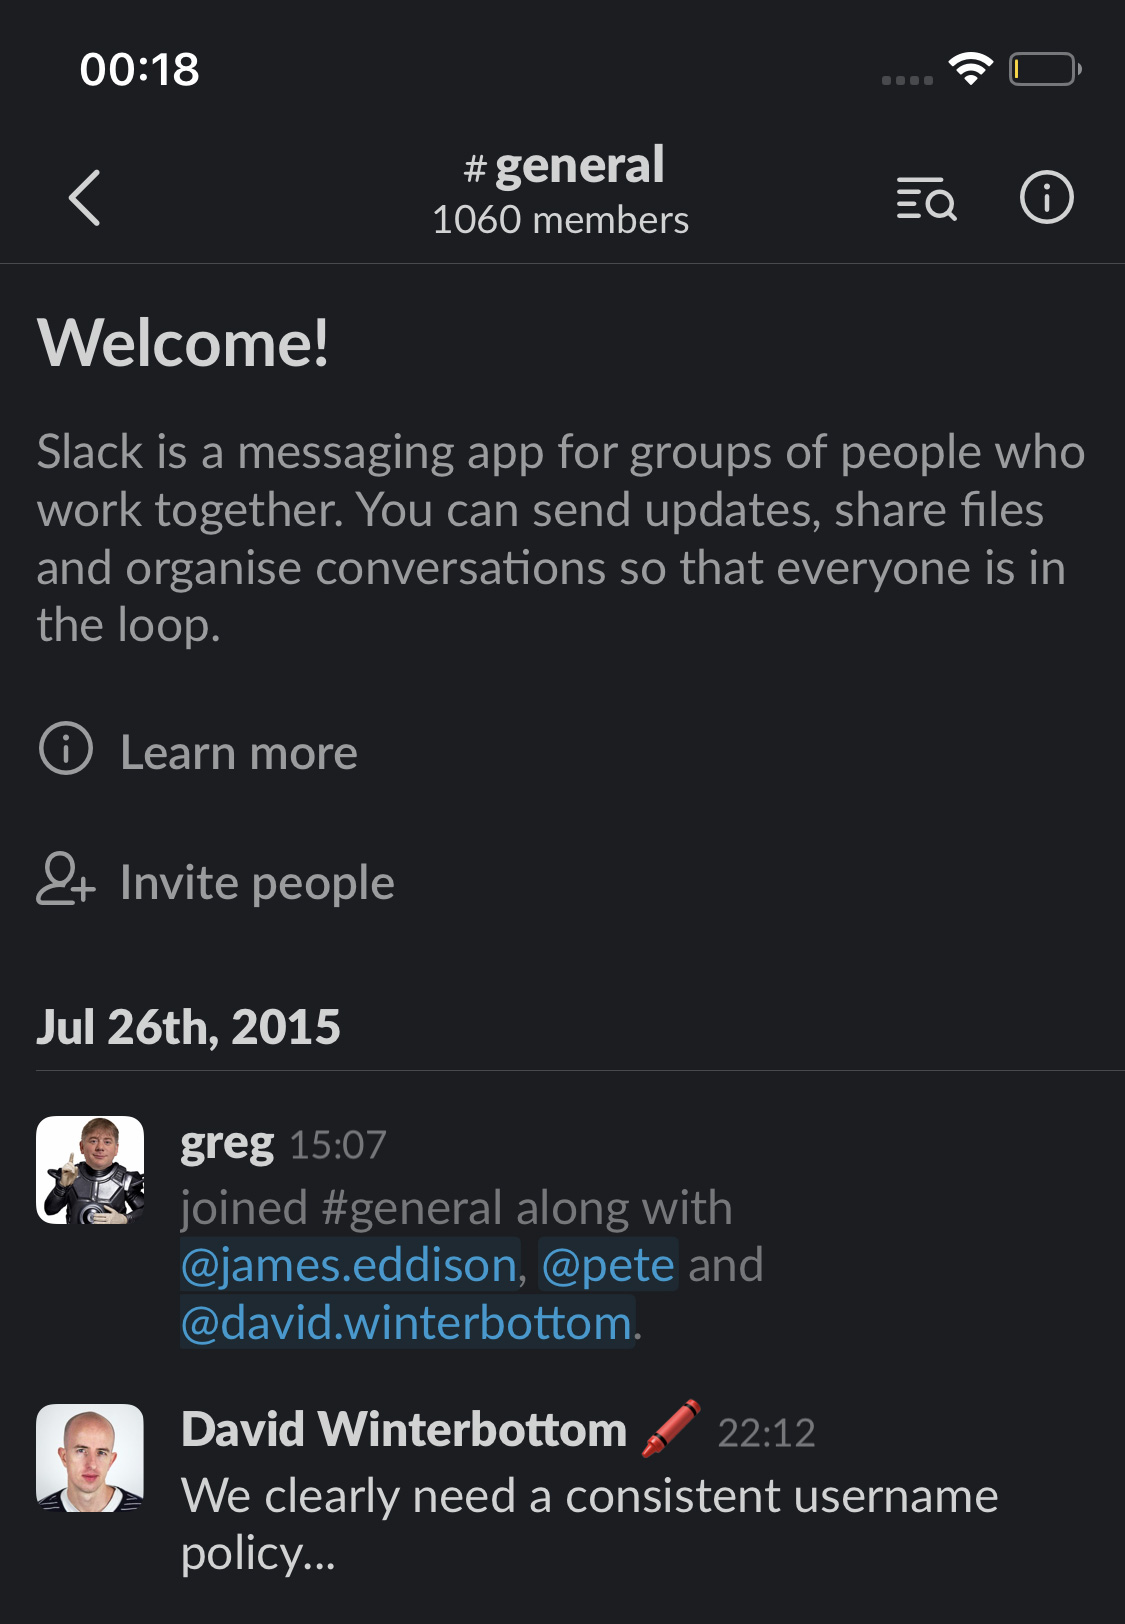 00:18
# general
1060 members
Welcome!
Slack is a messaging app for groups of people who
work together. You can send updates, share files
and organise conversations so that everyone is in
the loop.
Learn more
Invite people
Jul 26th, 2015
greg 15:07
joined #general along with
@james.eddison, @pete and
@david.winterbottom.
David Winterbottom 🖍️ 22:12
We clearly need a consistent username
policy...